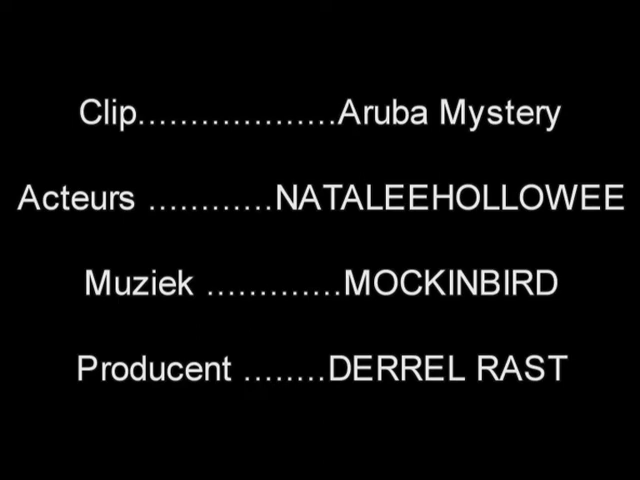 Clip...................Aruba Mystery
Acteurs ............NATALEEHOLLOWEE
Muziek .............MOCKINBIRD
Producent ........DERREL RAST